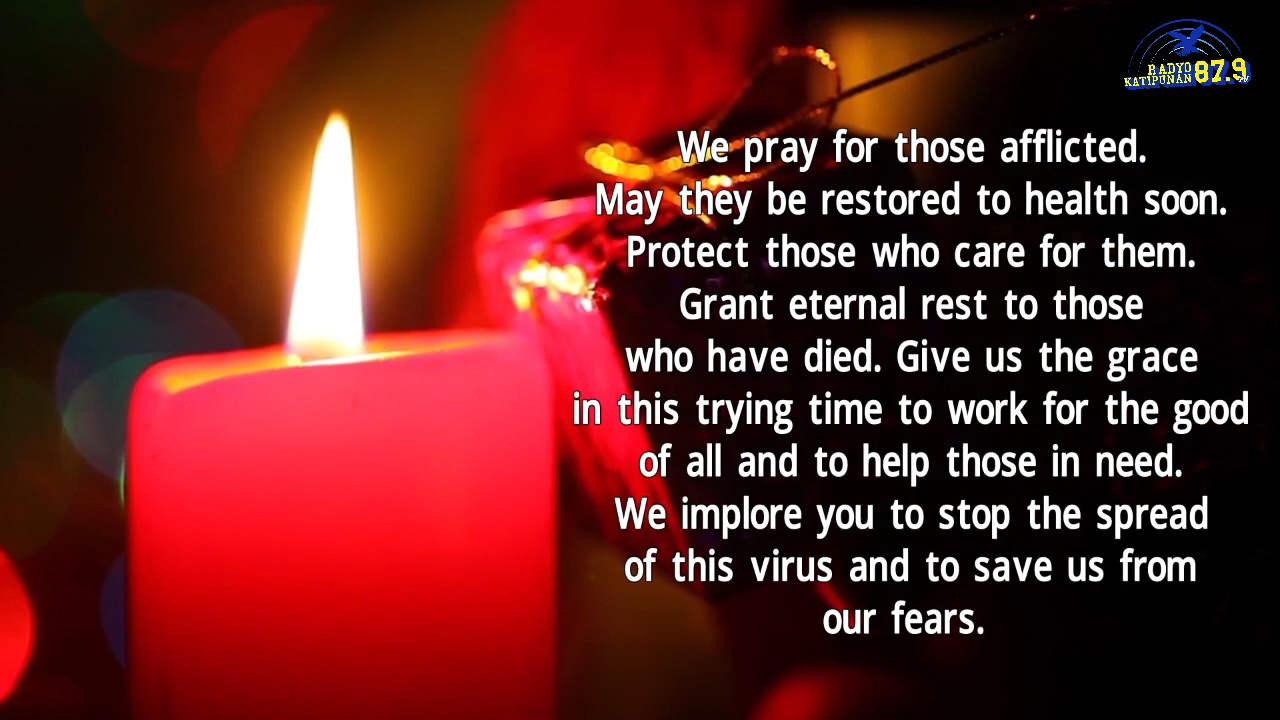 RADYO
KATIPUNAN 87.9
We pray for those afflicted.
May they be restored to health soon.
Protect those who care for them.
Grant eternal rest to those
who have died. Give us the grace
in this trying time to work for the good
of all and to help those in need.
We implore you to stop the spread
of this virus and to save us from
our fears.